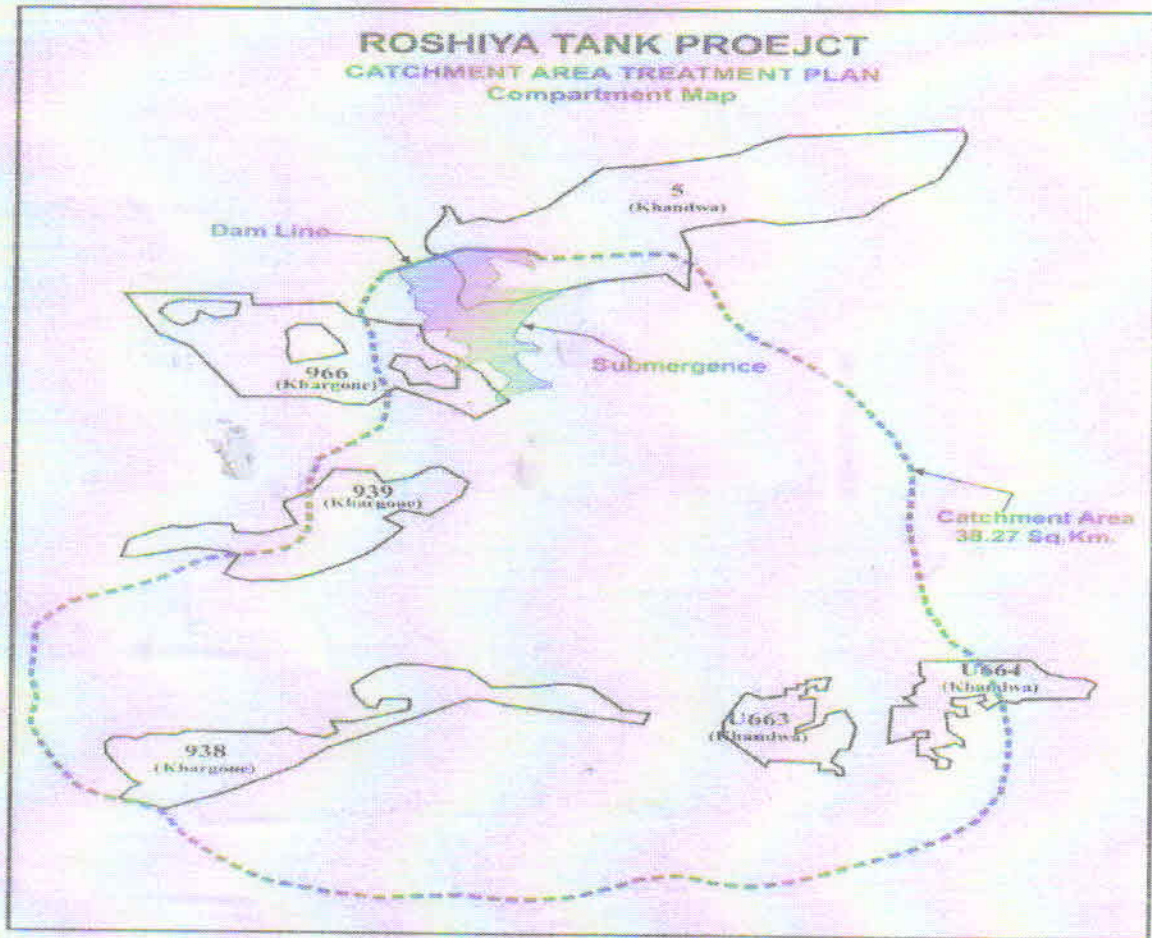 ROSHIYA TANK PROEJCT
CATCHMENT AREA TREATMENT PLAN
Compartment Map
5
(Khandwa)
Dam Line
966
(Khargone)
Submergence
939
(Khargone)
Catchment Area
38.27 Sq.Km.
U664
(Khandwa)
U663
(Khandwa)
938
(Khargone)